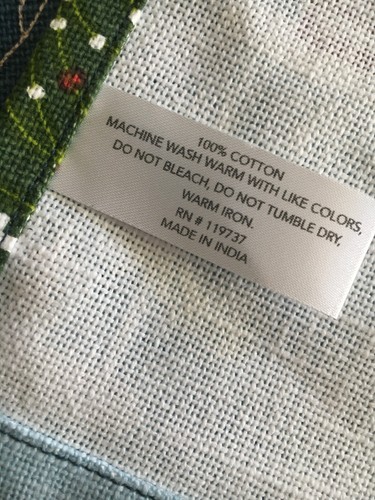 100% COTTON
MACHINE WASH WARM WITH LIKE COLORS,
DO NOT BLEACH, DO NOT TUMBLE DRY,
WARM IRON.
RN # 119737
MADE IN INDIA